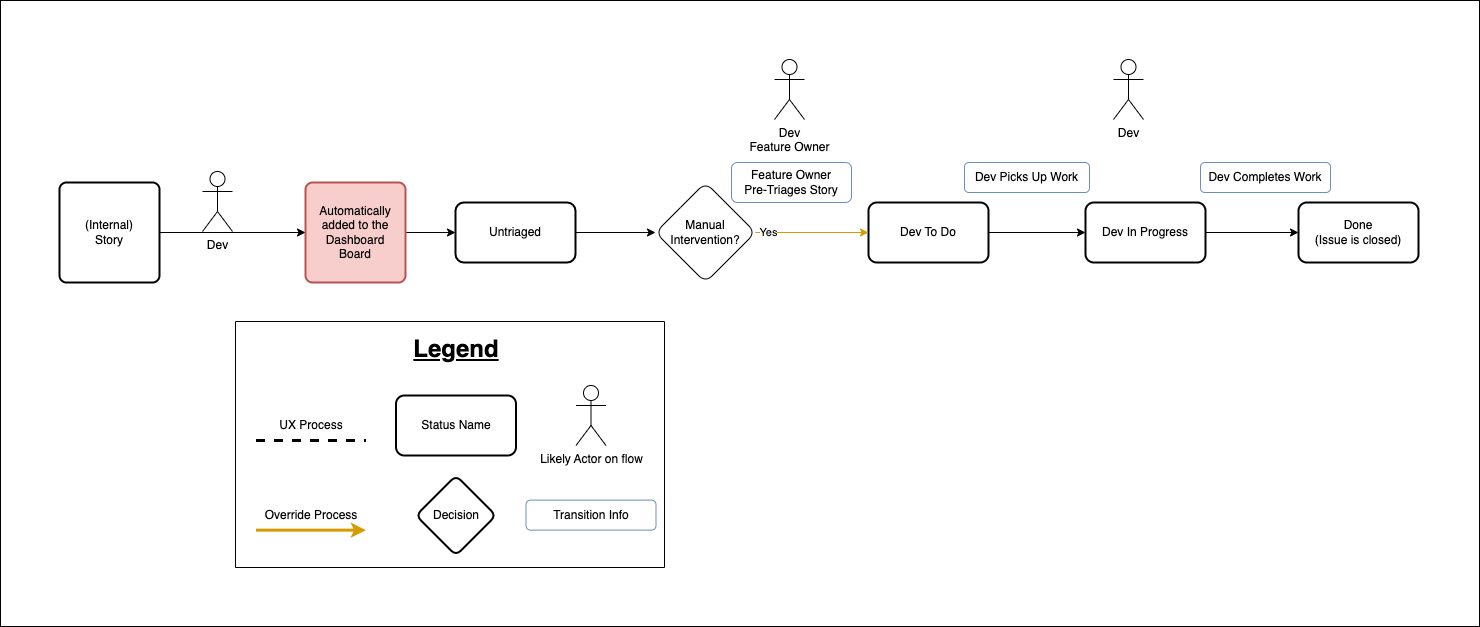 Dev
Feature Owner
Dev
Feature Owner
Pre-Triages Story
Dev Picks Up Work
Dev Completes Work
(Internal)
Story
Dev
Automatically
added to the
Dashboard
Board
Untriaged
Manual
Intervention?
Yes
Dev To Do
Dev In Progress
Done
(Issue is closed)
Legend
UX Process
Status Name
Likely Actor on flow
Override Process
Decision
Transition Info